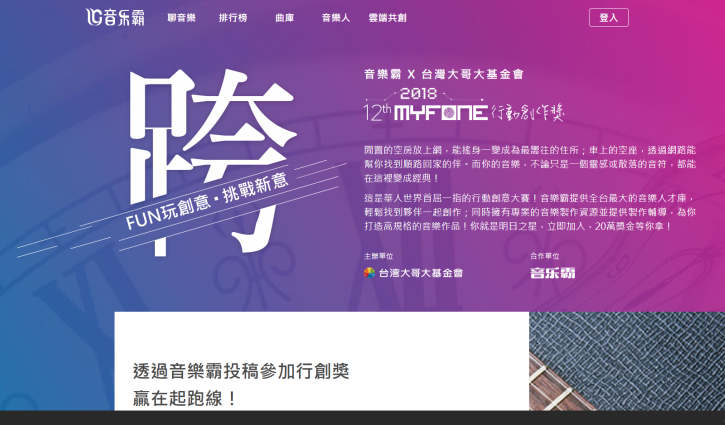 音乐霸
聊音樂
排行榜
曲庫
音樂人
雲端共創
登入
跨
FUN玩創意・挑戰新意
音樂霸 X 台灣大哥大基金會
2018
12th MYFONE 行動創作獎
閒置的空房放上網，能搖身一變成為最嚮往的住所；車上的空座，透過網路能
幫你找到順路回家的伴。而你的音樂，不論只是一個靈感或散落的音符，都能
在這裡變成經典！
這是華人世界首屈一指的行動創意大賽！音樂霸提供全台最大的音樂人才庫，
輕鬆找到夥伴一起創作；同時擁有專業的音樂製作資源並提供製作輔導，為你
打造高規格的音樂作品！你就是明日之星，立即加入，20萬獎金等你拿！
主辦單位
合作單位
台湾大哥大基金會
音乐霸
透過音樂霸投稿參加行創獎
贏在起跑線！